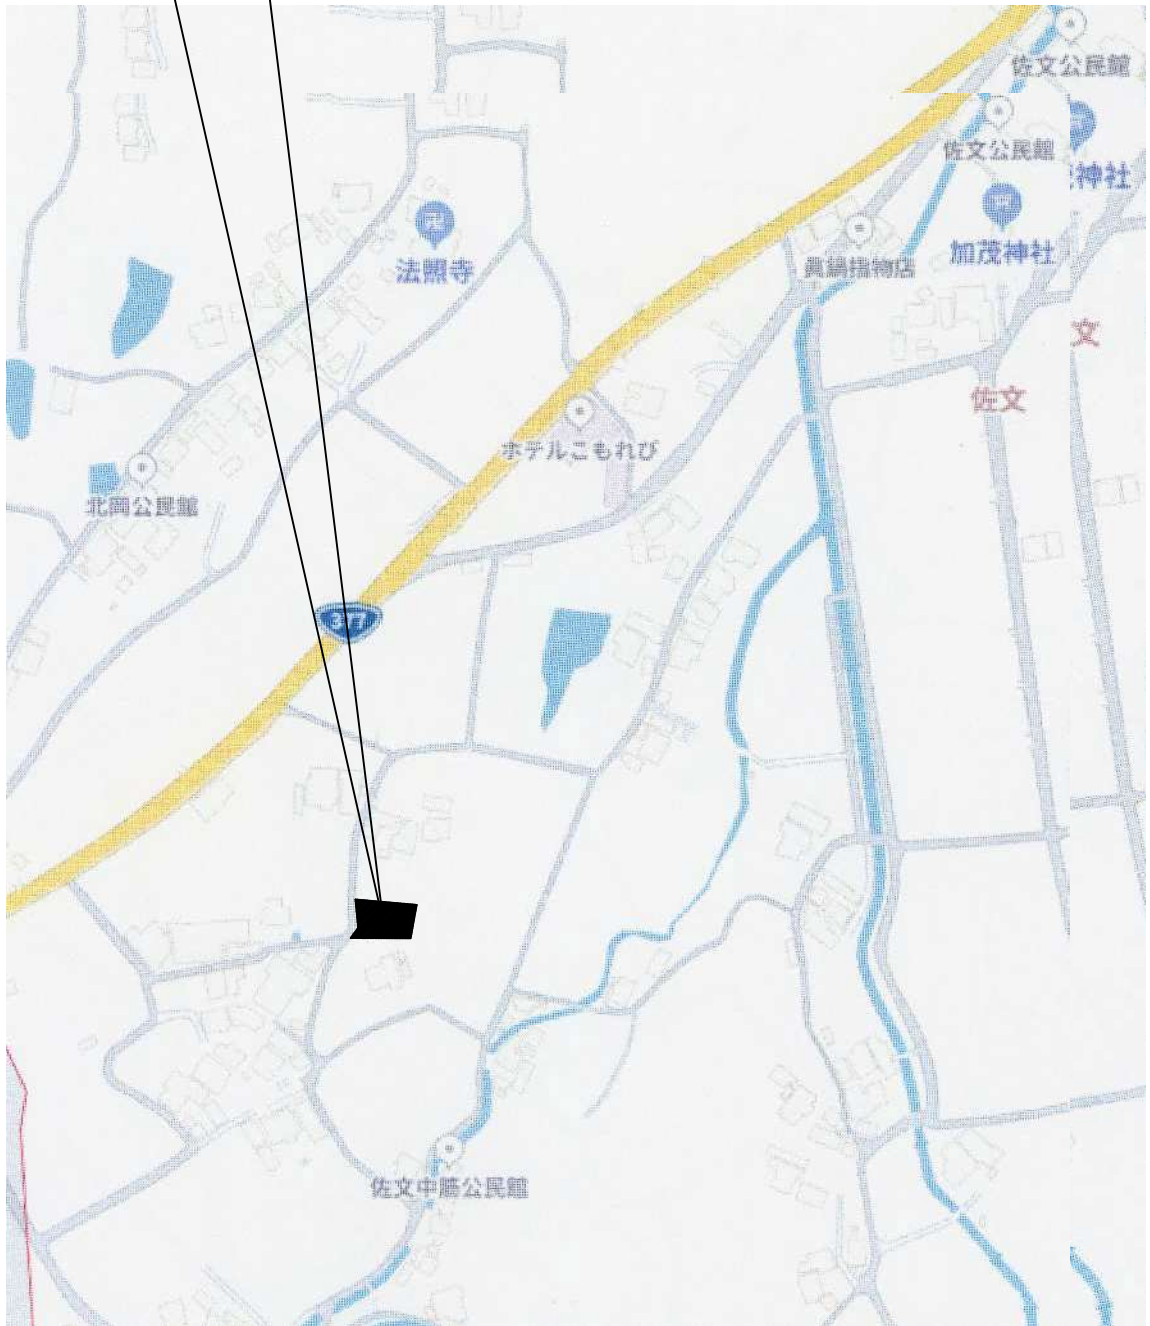 佐文公民館
佐文公民館
神社
法照寺
加茂神社
眞鍋指物店
文
佐文
ホテルこもれび
北岡公民館
377
佐文中筋公民館